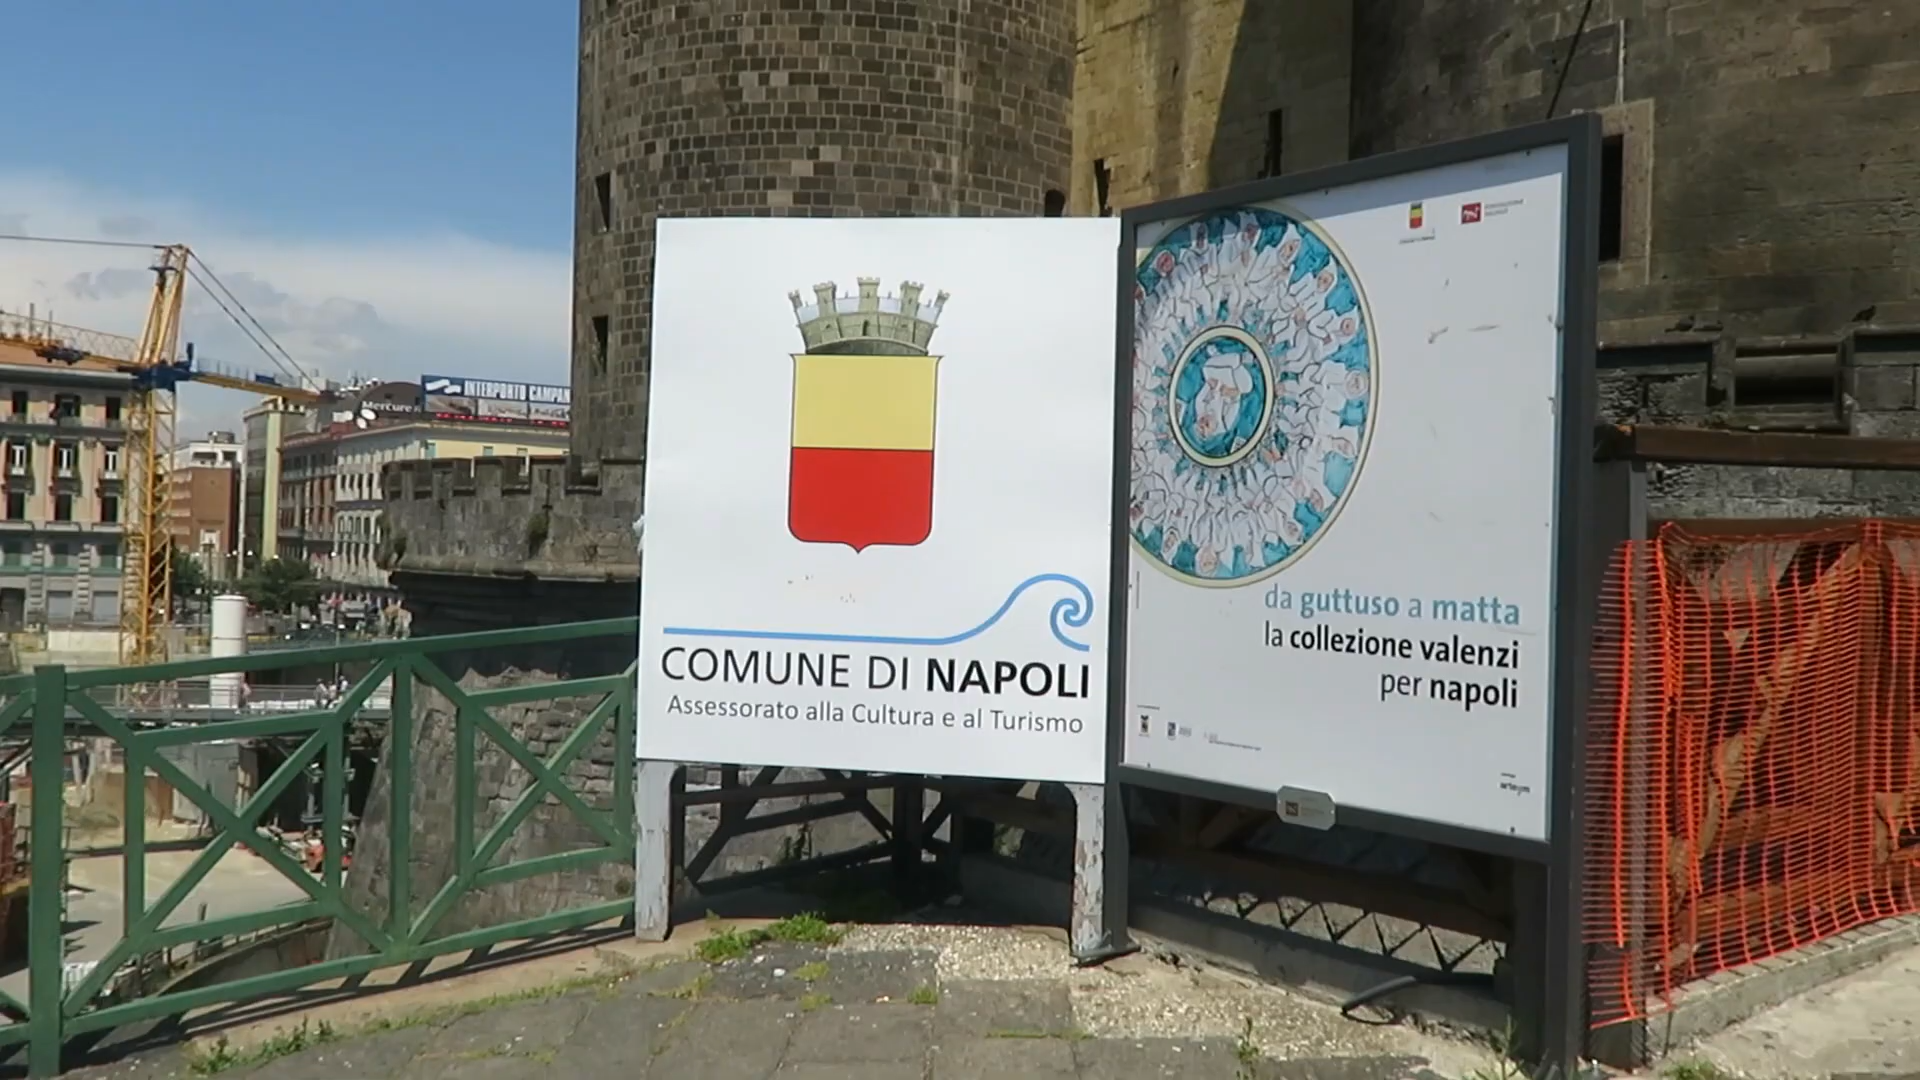 INTERPORTO CAMPAN
Mercure
COMUNE DI NAPOLI
Assessorato alla Cultura e al Turismo
da guttuso a matta
la collezione valenzi
per napoli